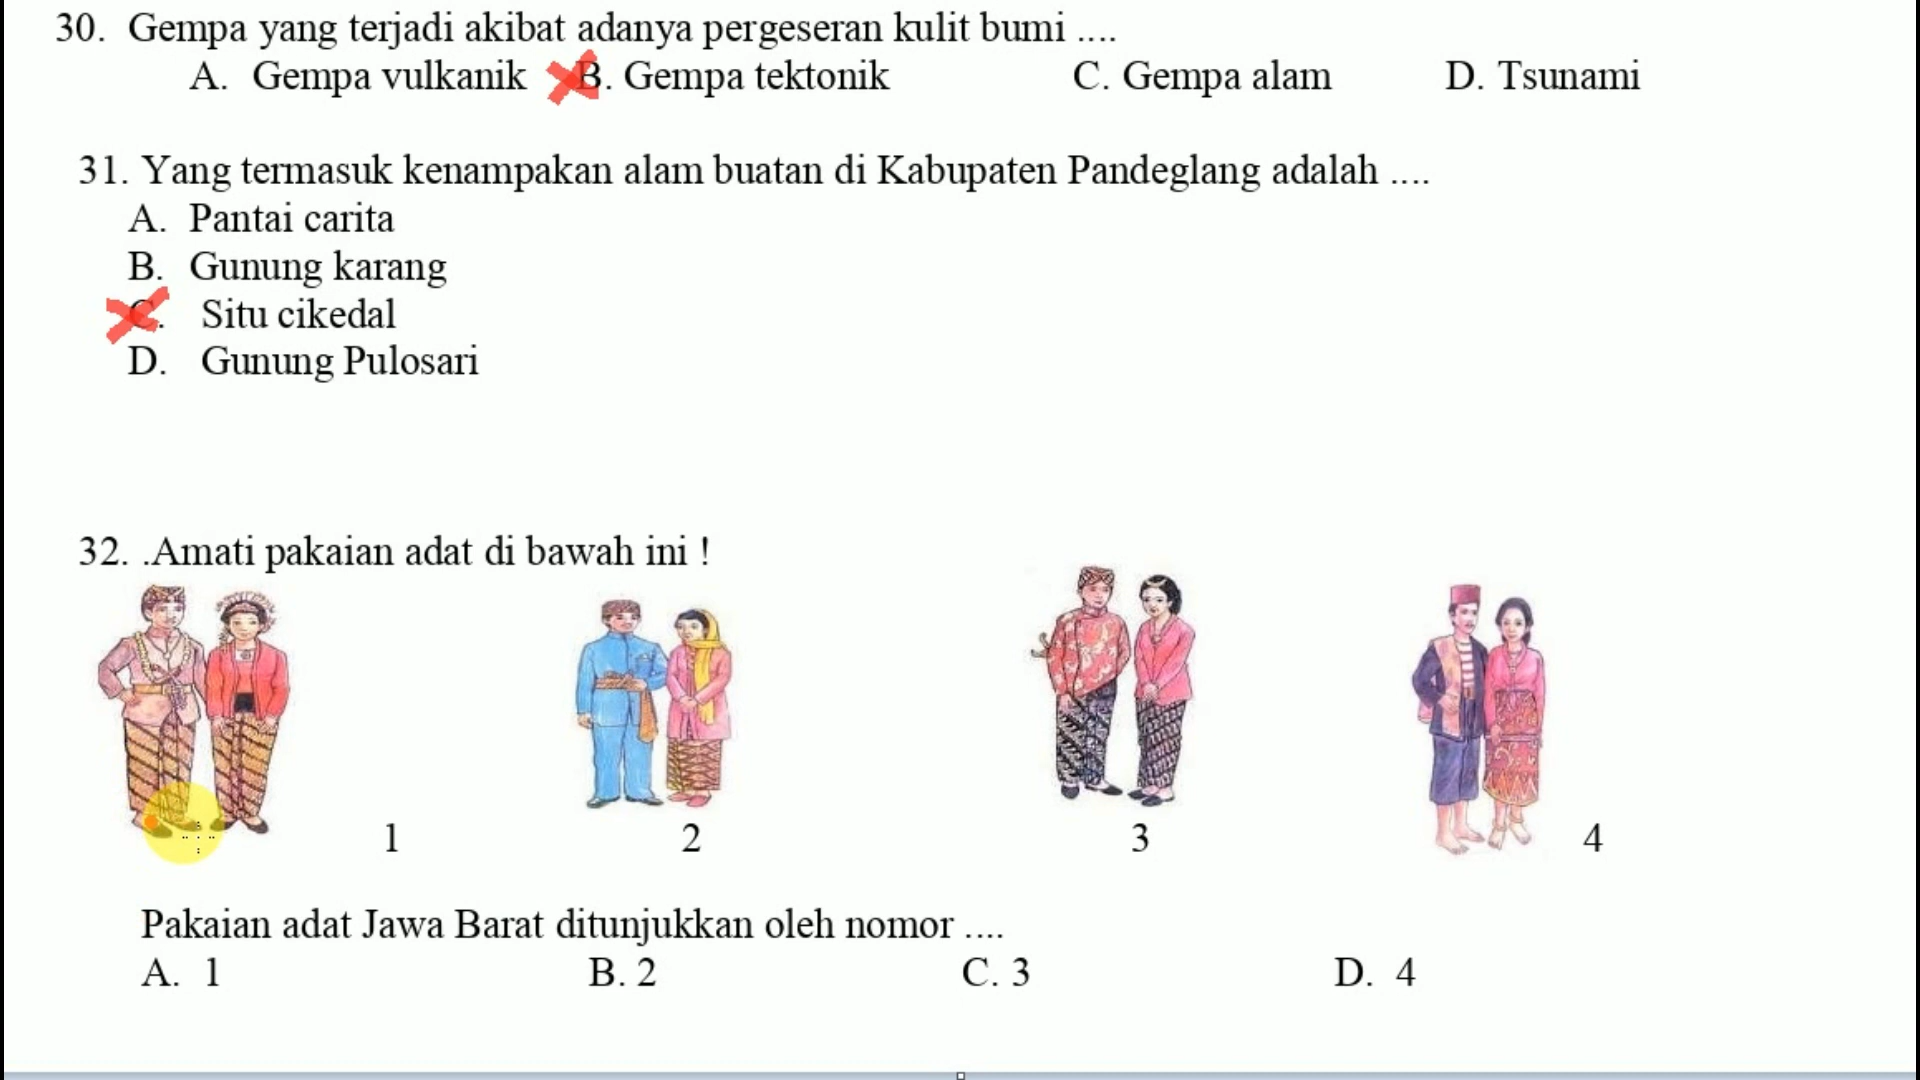 30. Gempa yang terjadi akibat adanya pergeseran kulit bumi ....
A. Gempa vulkanik B. Gempa tektonik C. Gempa alam D. Tsunami
31. Yang termasuk kenampakan alam buatan di Kabupaten Pandeglang adalah ....
A. Pantai carita
B. Gunung karang
C. Situ cikedal
D. Gunung Pulosari
32. .Amati pakaian adat di bawah ini !
1 2 3 4
Pakaian adat Jawa Barat ditunjukkan oleh nomor ....
A. 1 B. 2 C. 3 D. 4